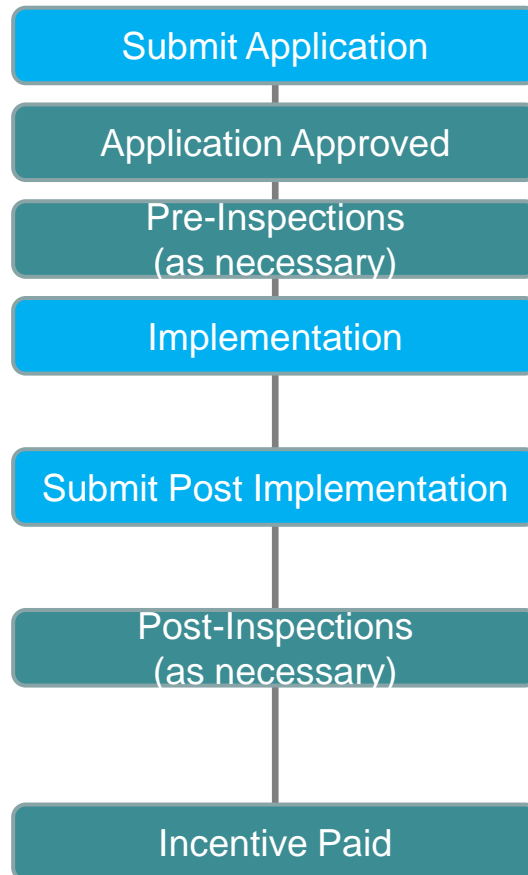 Submit Application
Application Approved
Pre-Inspections
(as necessary)
Implementation
Submit Post Implementation
Post-Inspections
(as necessary)
Incentive Paid